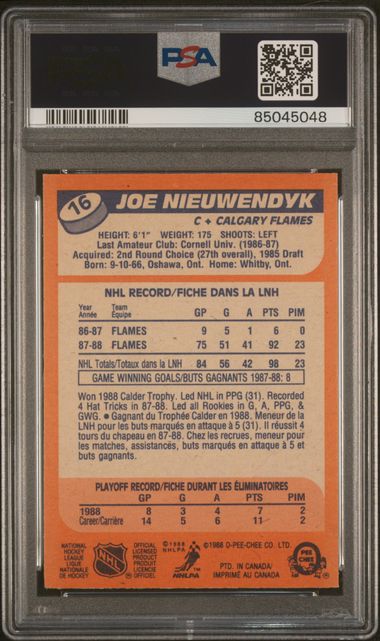 PSA
85045048
16
JOE NIEUWENDYK
C + CALGARY FLAMES
HEIGHT: 6'1" WEIGHT: 175 SHOOTS: LEFT
Last Amateur Club: Cornell Univ. (1986-87)
Acquired: 2nd Round Choice (27th overall), 1985 Draft
Born: 9-10-66, Oshawa, Ont. Home: Whitby, Ont.
NHL RECORD/FICHE DANS LA LNH
Year Team GP G A PTS PIM
Année Équipe
86-87 FLAMES 9 5 1 6 0
87-88 FLAMES 75 51 41 92 23
NHL Totals/Totaux dans la LNH 84 56 42 98 23
GAME WINNING GOALS/BUTS GAGNANTS 1987-88: 8
Won 1988 Calder Trophy. Led NHL in PPG (31). Recorded
4 Hat Tricks in 87-88. Led all Rookies in G, A, PPG, &
GWG. ● Gagnant du Trophée Calder en 1988. Meneur de la
LNH pour les buts marqués en attaque à 5 (31). Il réussit 4
tours du chapeau en 87-88. Chez les recrues, meneur pour
les matches, assistances, buts marqués en attaque à 5 et
buts gagnants.
PLAYOFF RECORD/FICHE DURANT LES ÉLIMINATOIRES
GP G A PTS PIM
1988 8 3 4 7 2
Career/Carrière 14 5 6 11 2
NATIONAL HOCKEY LEAGUE
LIGUE NATIONALE DE HOCKEY
NHL
OFFICIAL LICENSED PRODUCT
PRODUIT OFFICIEL LICENCIÉ
©1988 NHLPA
NHLPA
©1988 O-PEE-CHEE CO. LTD.
PTD. IN CANADA/
IMPRIMÉ AU CANADA
O PEE CHEE